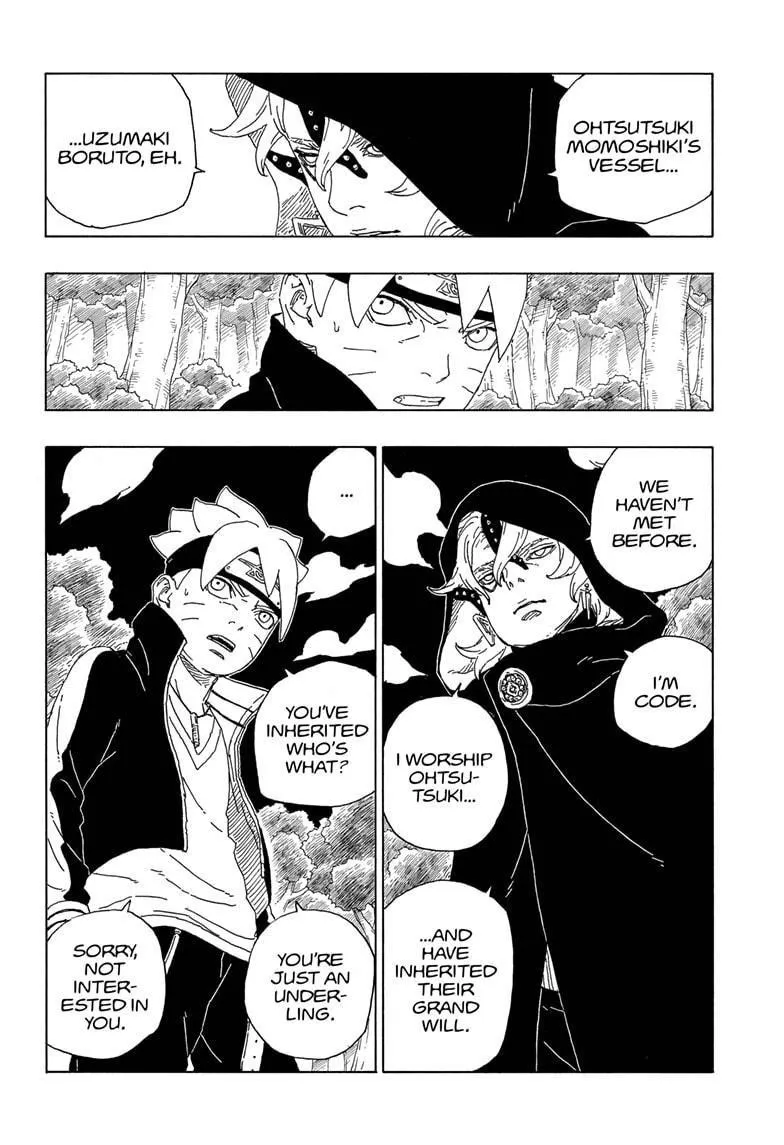 OHTSUTSUKI
MOMOSHIKI'S
VESSEL...
...UZUMAKI
BORUTO, EH.
WE
HAVEN'T
MET
BEFORE.
I'M
CODE.
I WORSHIP
OHTSU-
TSUKI...
...AND
HAVE
INHERITED
THEIR
GRAND
WILL.
...
YOU'VE
INHERITED
WHO'S
WHAT?
YOU'RE
JUST AN
UNDER-
LING.
SORRY,
NOT
INTER-
ESTED IN
YOU.